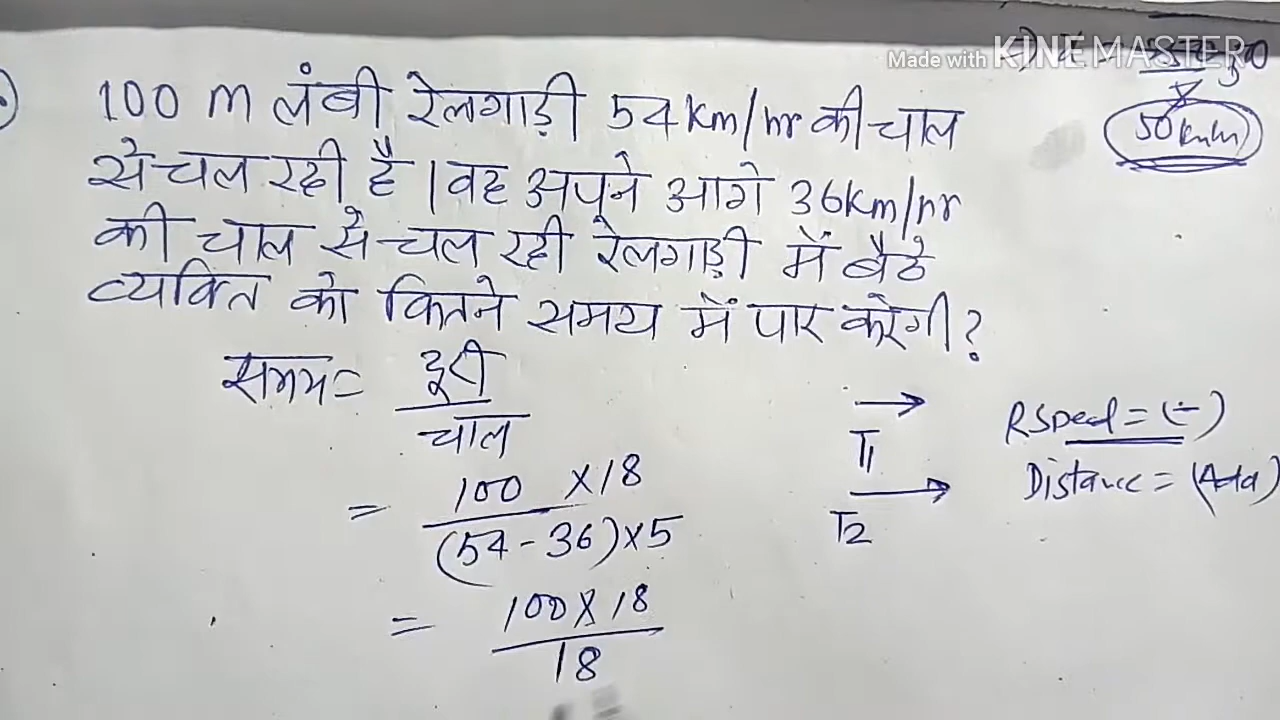 Made with KINEMASTER
50 km/hr
100 m लंबी रेलगाड़ी 54 km/hr की चाल
से चल रही है। वह अपने आगे 36 km/hr
की चाल से चल रही रेलगाड़ी में बैठे
व्यक्ति को कितने समय में पार करेगी?
समय = दूरी / चाल
= 100 × 18 / (54 - 36) × 5
= 100 × 18 / 18
T1
T2
RSpeed = (-)
Distance = (Add)